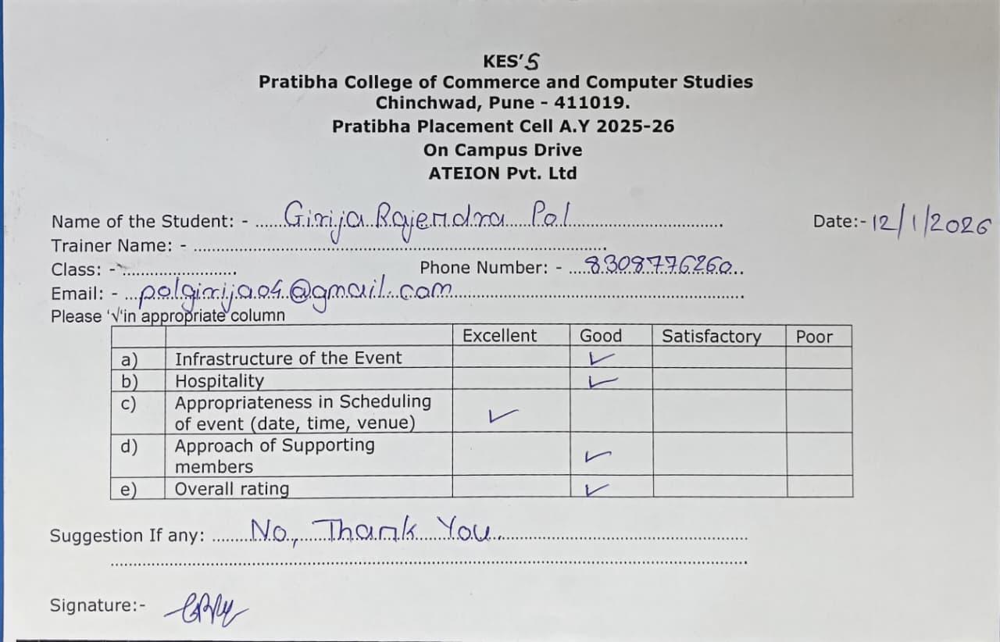 KES'S
Pratibha College of Commerce and Computer Studies
Chinchwad, Pune - 411019.
Pratibha Placement Cell A.Y 2025-26
On Campus Drive
ATEION Pvt. Ltd
Name of the Student: - Girija Rajendra Pol Date:- 12/1/2026
Trainer Name: -
Class: - Phone Number: - 8308776260
Email: - polgirija04@gmail.com
Please '√'in appropriate column
Excellent Good Satisfactory Poor
a) Infrastructure of the Event ✓
b) Hospitality ✓
c) Appropriateness in Scheduling
of event (date, time, venue) ✓
d) Approach of Supporting
members ✓
e) Overall rating ✓
Suggestion If any: No, Thank You.
Signature:-